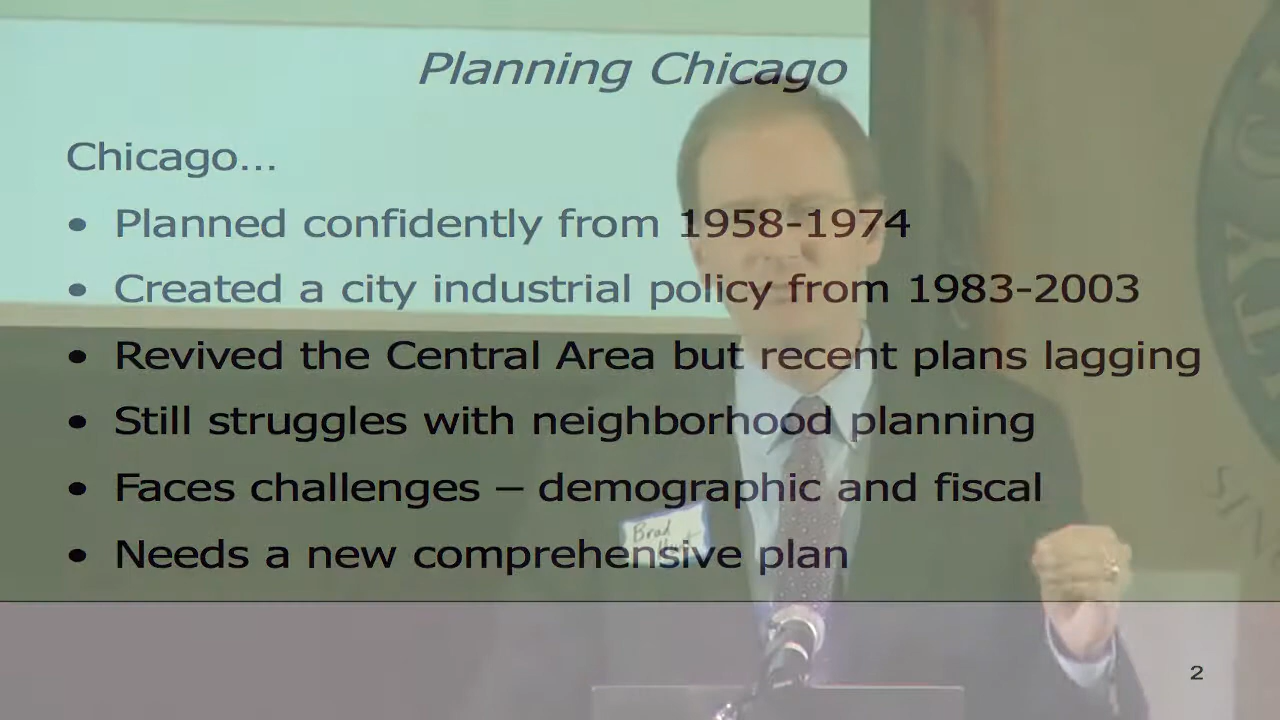 Planning Chicago
Chicago...
• Planned confidently from 1958-1974
• Created a city industrial policy from 1983-2003
• Revived the Central Area but recent plans lagging
• Still struggles with neighborhood planning
• Faces challenges – demographic and fiscal
• Needs a new comprehensive plan
Brad
2